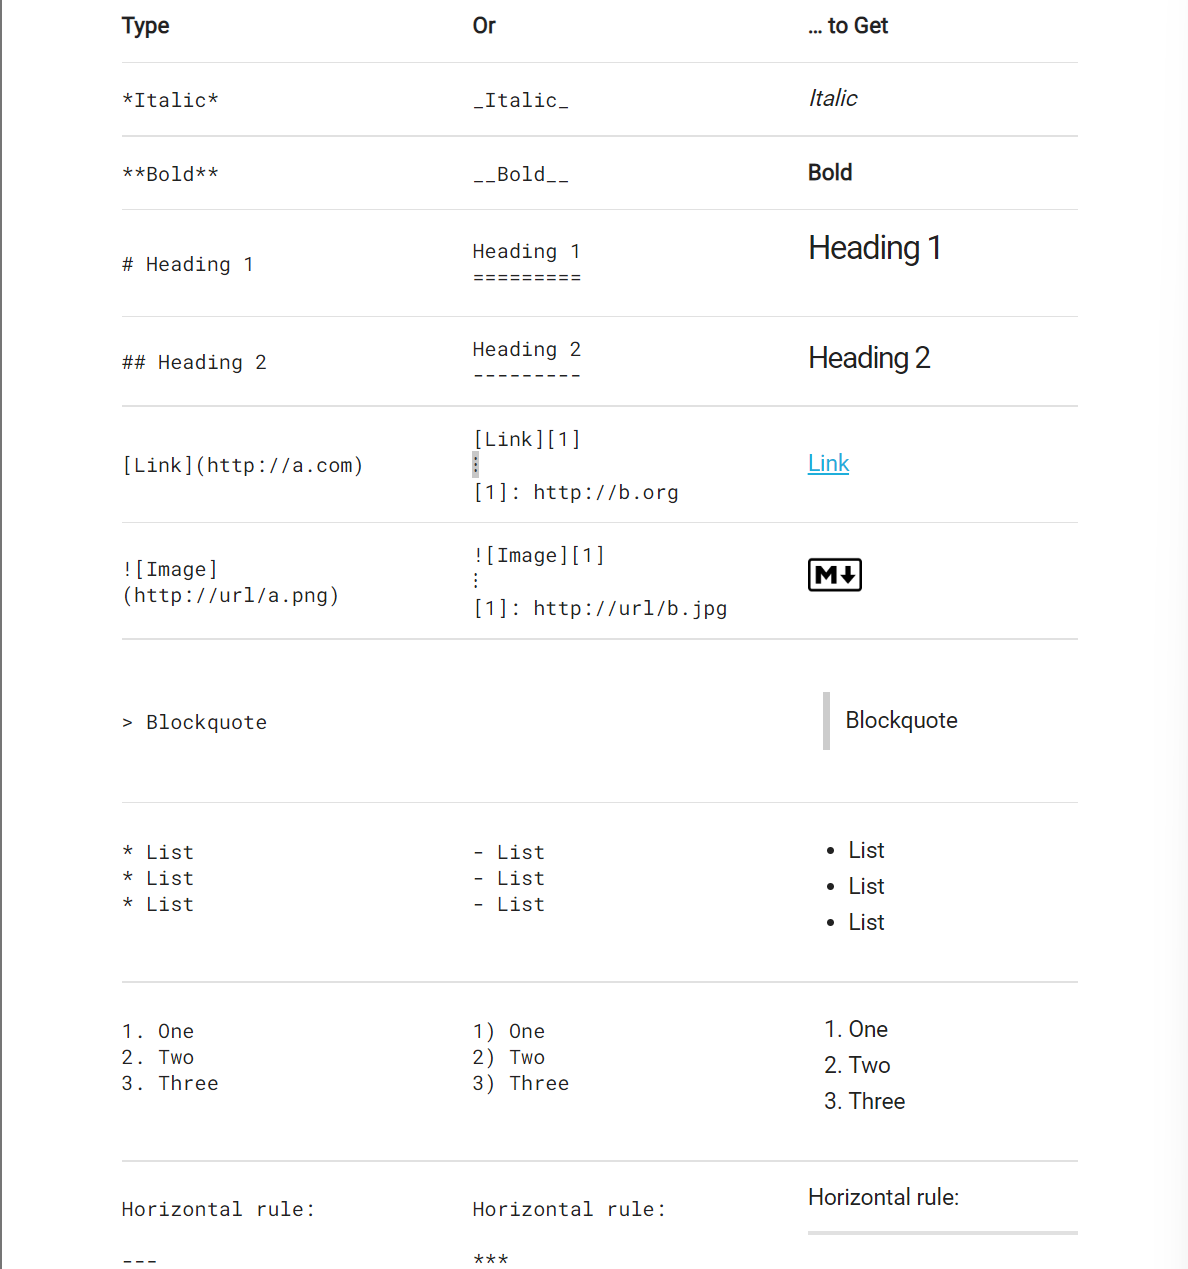 Type Or ... to Get
*Italic* _Italic_ Italic
**Bold** __Bold__ Bold
# Heading 1 Heading 1 Heading 1
=========
## Heading 2 Heading 2 Heading 2
---------
[Link](http://a.com) [Link][1] Link
⋮
[1]: http://b.org
![Image] ![Image][1] M↓
(http://url/a.png) ⋮
[1]: http://url/b.jpg
> Blockquote Blockquote
* List - List • List
* List - List • List
* List - List • List
1. One 1) One 1. One
2. Two 2) Two 2. Two
3. Three 3) Three 3. Three
Horizontal rule: Horizontal rule: Horizontal rule:
--- ***